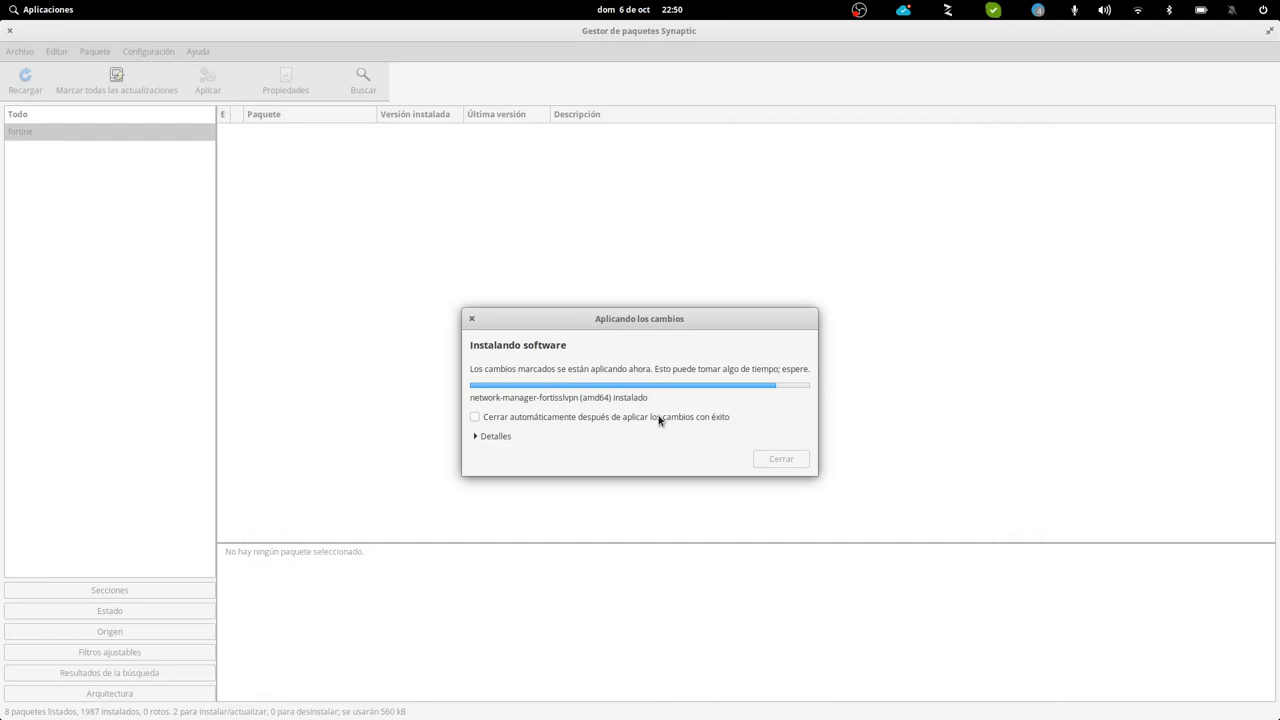 Aplicaciones
dom 6 de oct 22:50
4
Gestor de paquetes Synaptic
Archivo Editar Paquete Configuración Ayuda
Recargar Marcar todas las actualizaciones Aplicar Propiedades Buscar
Todo
fortine
E Paquete Versión instalada Última versión Descripción
Aplicando los cambios
Instalando software
Los cambios marcados se están aplicando ahora. Esto puede tomar algo de tiempo; espere.
network-manager-fortisslvpn (amd64) instalado
Cerrar automáticamente después de aplicar los cambios con éxito
Detalles
Cerrar
No hay ningún paquete seleccionado.
Secciones
Estado
Origen
Filtros ajustables
Resultados de la búsqueda
Arquitectura
8 paquetes listados, 1987 instalados, 0 rotos. 2 para instalar/actualizar, 0 para desinstalar; se usarán 560 kB